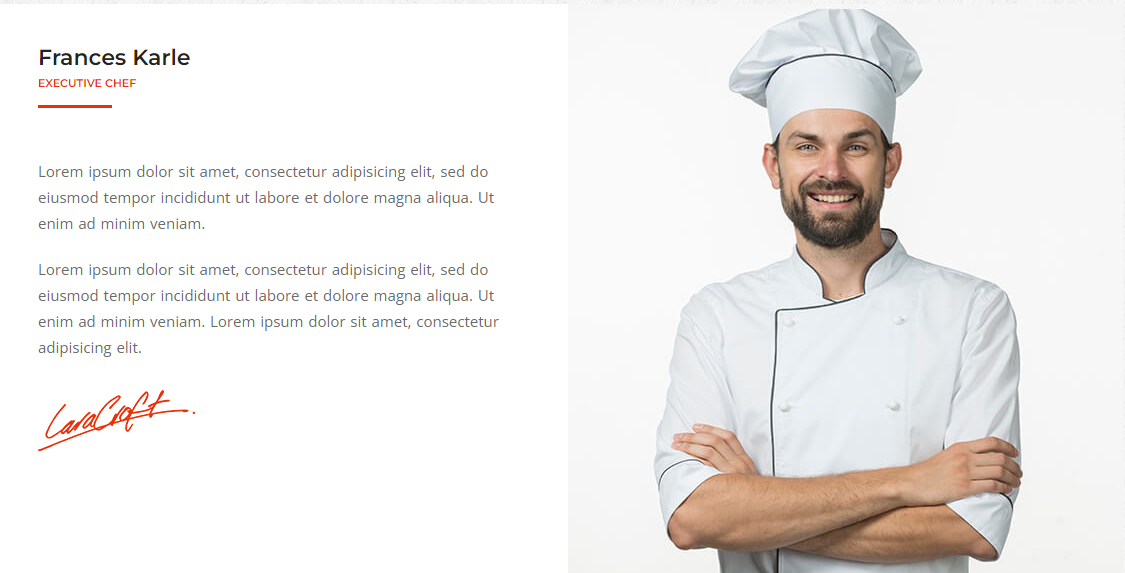 Frances Karle
EXECUTIVE CHEF
Lorem ipsum dolor sit amet, consectetur adipisicing elit, sed do
eiusmod tempor incididunt ut labore et dolore magna aliqua. Ut
enim ad minim veniam.
Lorem ipsum dolor sit amet, consectetur adipisicing elit, sed do
eiusmod tempor incididunt ut labore et dolore magna aliqua. Ut
enim ad minim veniam. Lorem ipsum dolor sit amet, consectetur
adipisicing elit.
LaraCroft.